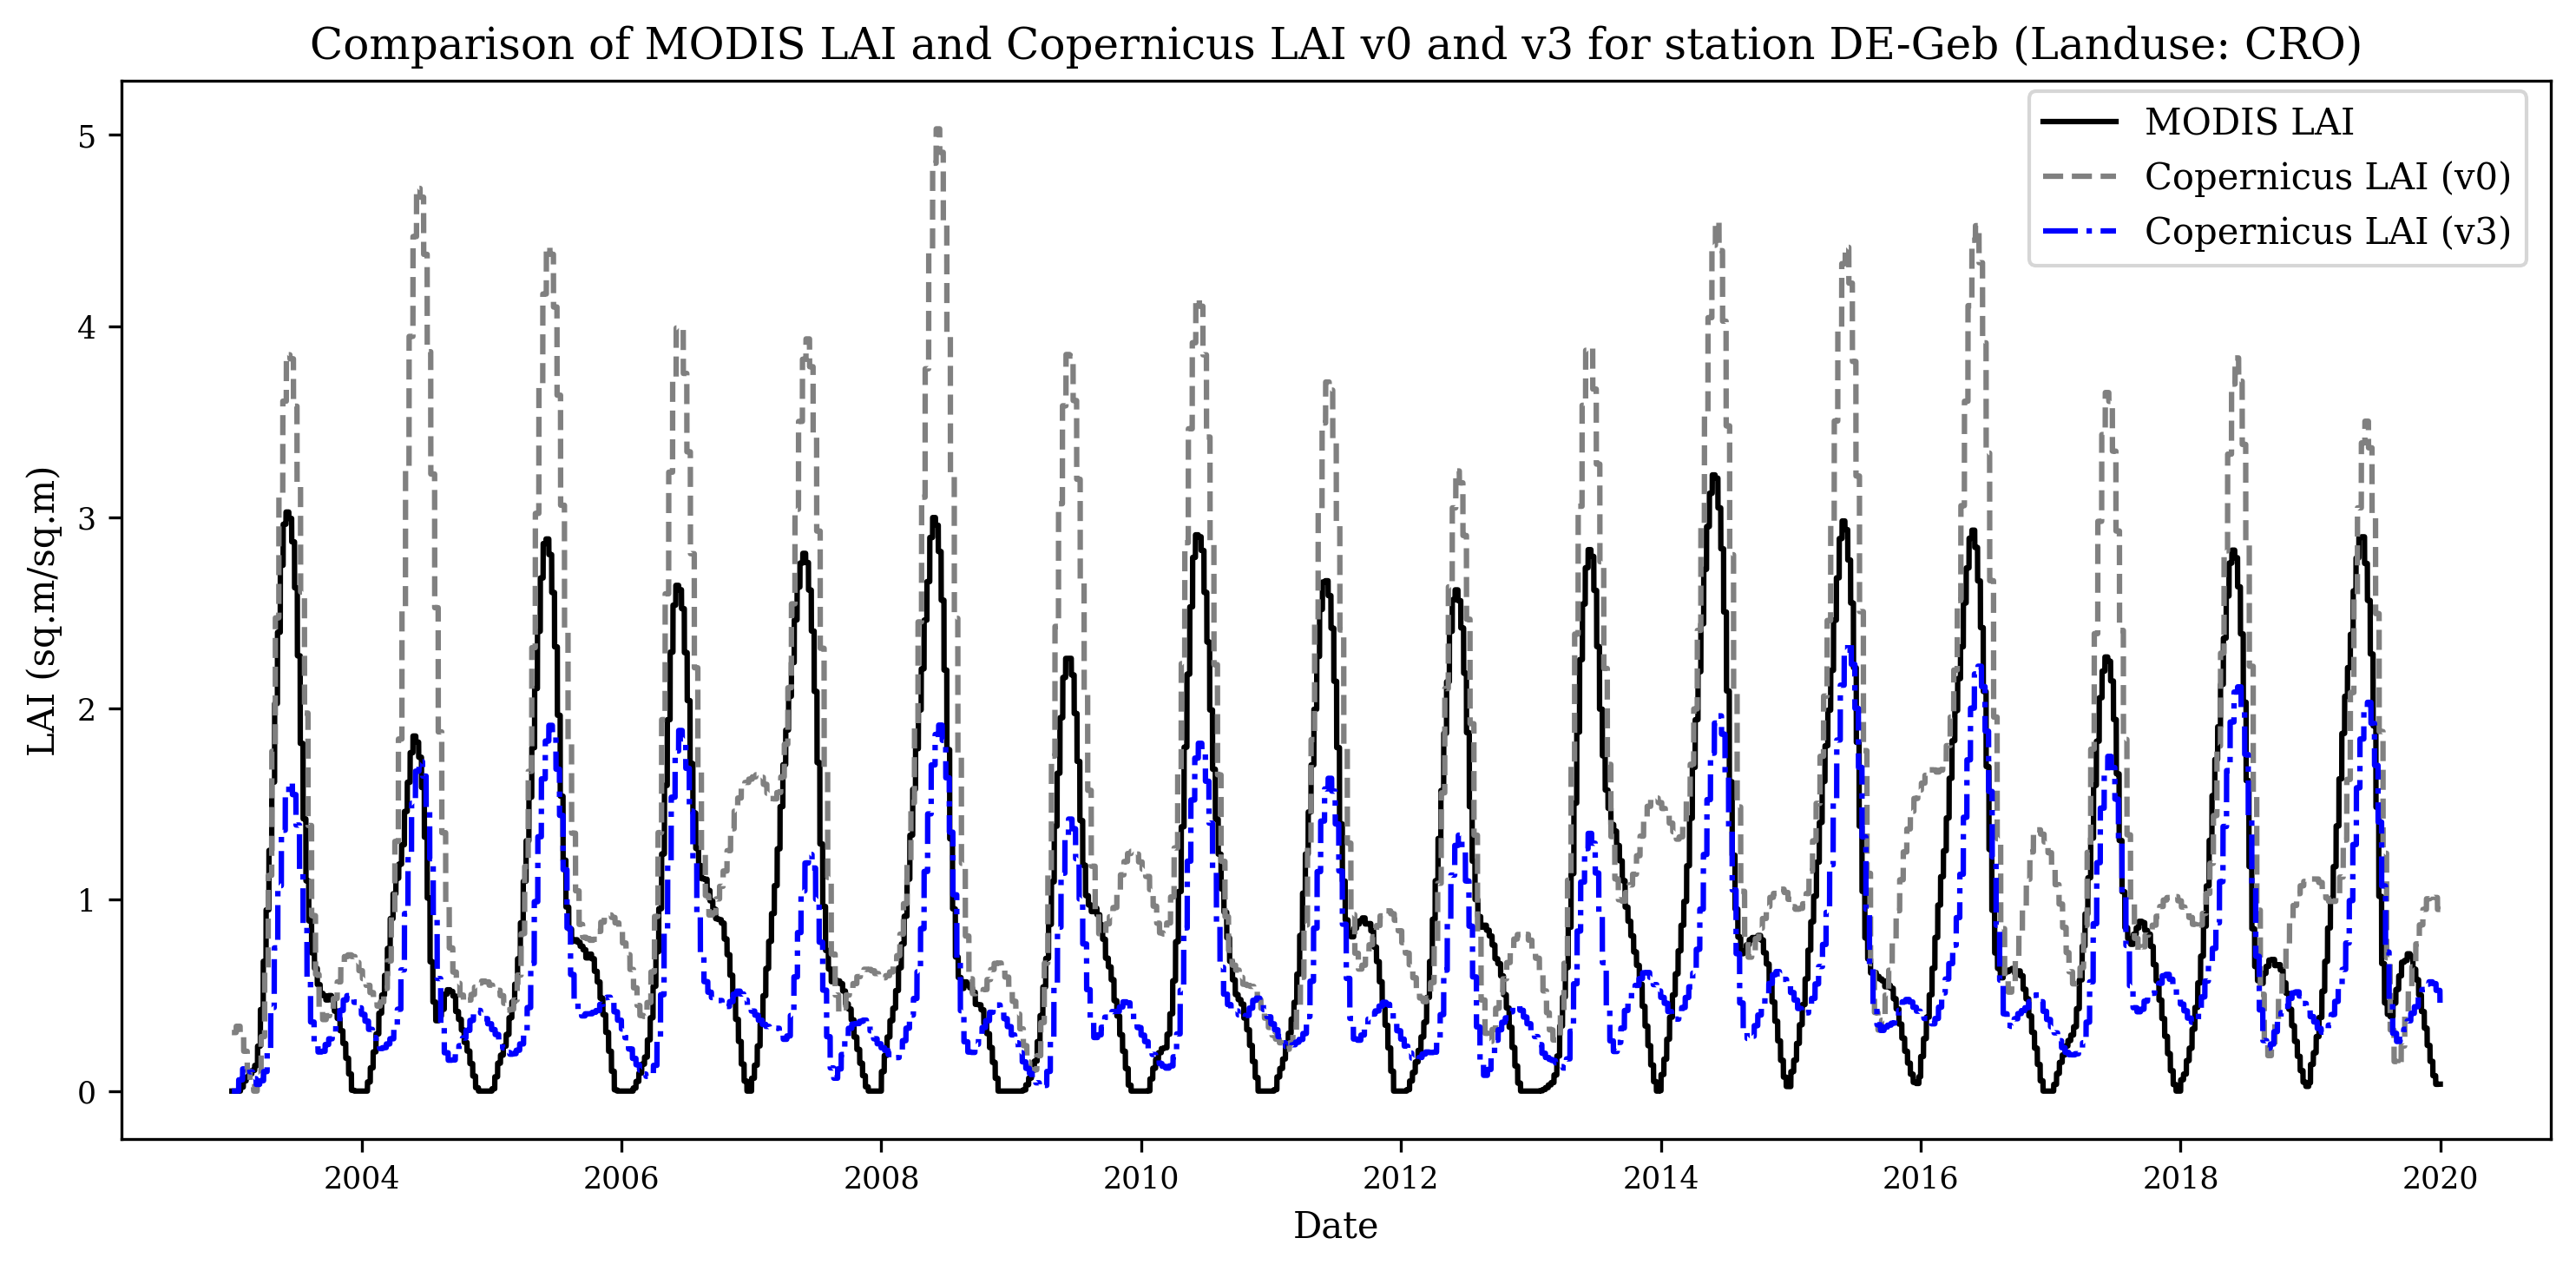 Comparison of MODIS LAI and Copernicus LAI v0 and v3 for station DE-Geb (Landuse: CRO)
MODIS LAI
Copernicus LAI (v0)
Copernicus LAI (v3)
LAI (sq.m/sq.m)
5
4
3
2
1
0
2004 2006 2008 2010 2012 2014 2016 2018 2020
Date